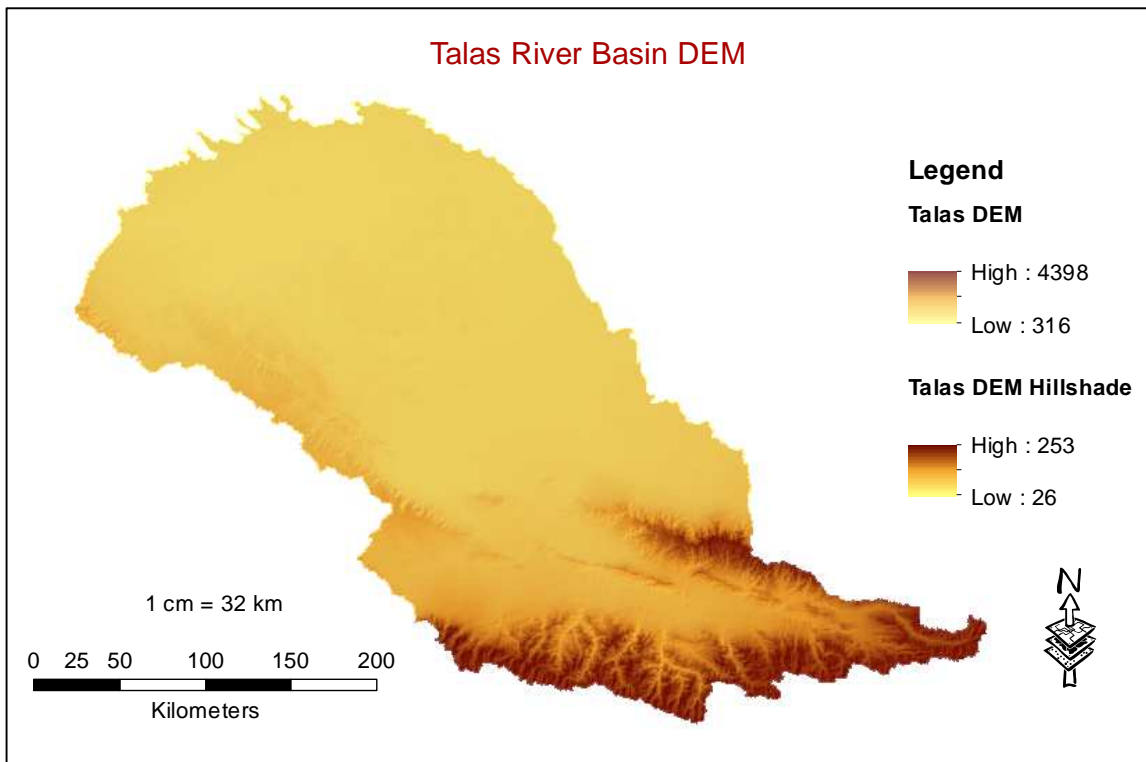 Talas River Basin DEM
Legend
Talas DEM
High : 4398
Low : 316
Talas DEM Hillshade
High : 253
Low : 26
1 cm = 32 km
0 25 50 100 150 200
Kilometers
N